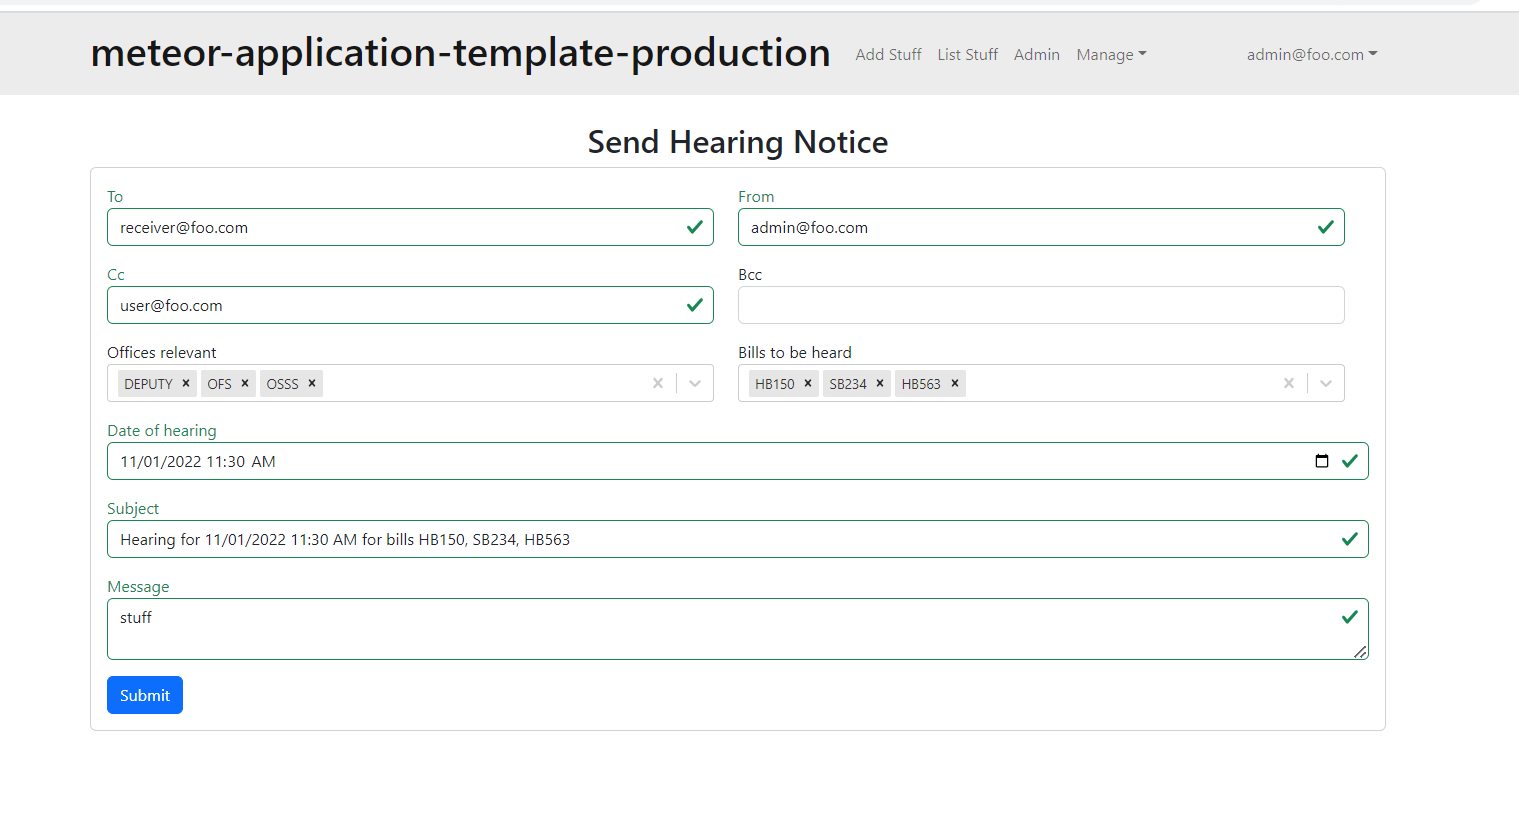 meteor-application-template-production Add Stuff List Stuff Admin Manage admin@foo.com
Send Hearing Notice
To From
receiver@foo.com admin@foo.com
Cc Bcc
user@foo.com
Offices relevant Bills to be heard
DEPUTY OFS OSSS HB150 SB234 HB563
Date of hearing
11/01/2022 11:30 AM
Subject
Hearing for 11/01/2022 11:30 AM for bills HB150, SB234, HB563
Message
stuff
Submit